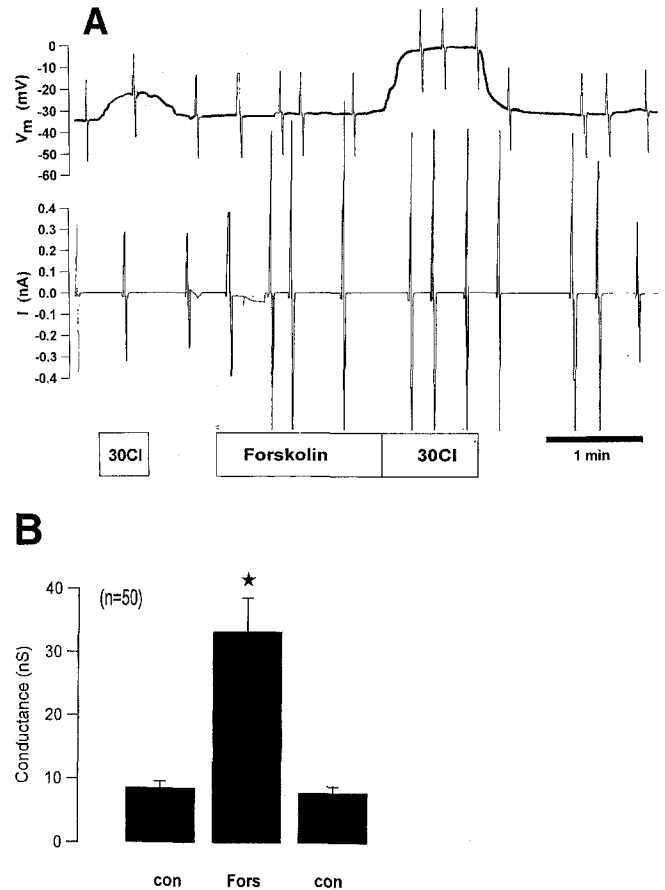 A
0
-10
-20
-30
-40
-50
-60
Vm (mV)
0.4
0.3
0.2
0.1
0.0
-0.1
-0.2
-0.3
-0.4
I (nA)
30Cl
Forskolin
30Cl
1 min
B
40
30
20
10
0
Conductance (nS)
(n=50)
★
con
Fors
con